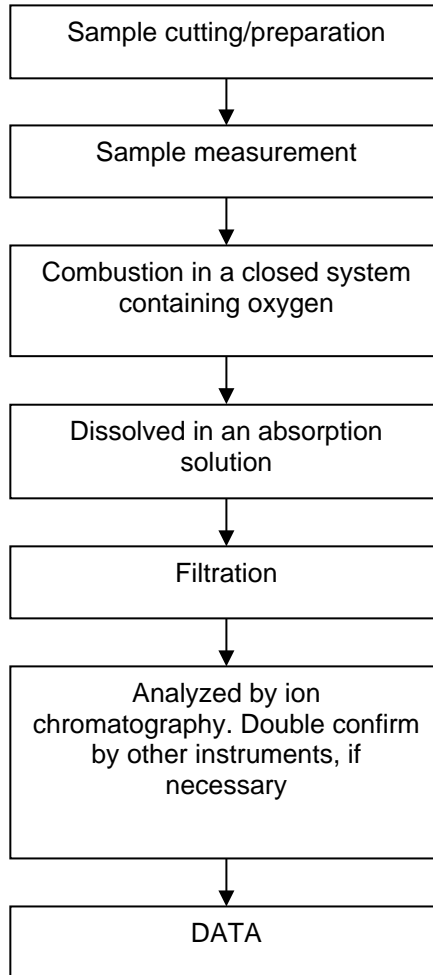 Sample cutting/preparation
Sample measurement
Combustion in a closed system
containing oxygen
Dissolved in an absorption
solution
Filtration
Analyzed by ion
chromatography. Double confirm
by other instruments, if
necessary
DATA